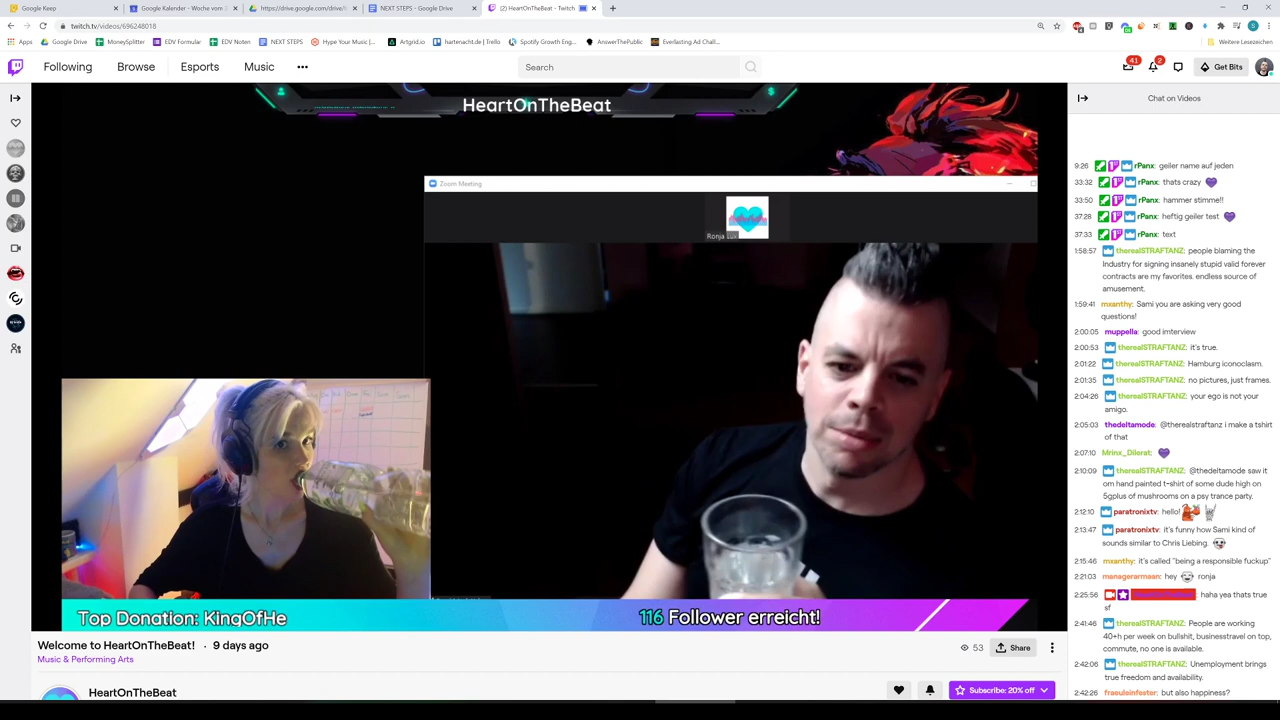 Google Keep
Google Kalender - Woche vom 3
https://drive.google.com/drive/f
NEXT STEPS - Google Drive
(2) HeartOnTheBeat - Twitch
twitch.tv/videos/696248018
Apps
Google Drive
MoneySplitter
EDV Formular
EDV Noten
NEXT STEPS
Hype Your Music |...
Artgrid.io
hartenacht.de | Trello
Spotify Growth Eng...
AnswerThePublic
Everlasting Ad Chall...
Weitere Lesezeichen
Following
Browse
Esports
Music
Search
41
2
Get Bits
HeartOnTheBeat
Zoom Meeting
Ronja Lux
Top Donation: KingOfHe
116 Follower erreicht!
Welcome to HeartOnTheBeat! · 9 days ago
Music & Performing Arts
53
Share
HeartOnTheBeat
Subscribe: 20% off
Chat on Videos
9:26 rPanx: geiler name auf jeden
33:32 rPanx: thats crazy
33:50 rPanx: hammer stimme!!
37:28 rPanx: heftig geiler test
37:33 rPanx: text
1:58:57 therealSTRAFTANZ: people blaming the
Industry for signing insanely stupid valid forever
contracts are my favorites. endless source of
amusement.
1:59:41 mxanthy: Sami you are asking very good
questions!
2:00:05 muppella: good imterview
2:00:53 therealSTRAFTANZ: it's true.
2:01:22 therealSTRAFTANZ: Hamburg iconoclasm.
2:01:35 therealSTRAFTANZ: no pictures, just frames.
2:04:26 therealSTRAFTANZ: your ego is not your
amigo.
2:05:03 thedeltamode: @therealstraftanz i make a tshirt
of that
2:07:10 Mrinx_Dilerat:
2:10:09 therealSTRAFTANZ: @thedeltamode saw it
om hand painted t-shirt of some dude high on
5gplus of mushrooms on a psy trance party.
2:12:10 paratronixtv: hello!
2:13:47 paratronixtv: it's funny how Sami kind of
sounds similar to Chris Liebing.
2:15:46 mxanthy: it's called "being a responsible fuckup"
2:21:03 managerarmaan: hey ronja
2:25:56 haha yea thats true
sf
2:41:46 therealSTRAFTANZ: People are working
40+h per week on bullshit, businesstravel on top,
commute, no one is available.
2:42:06 therealSTRAFTANZ: Unemployment brings
true freedom and availability.
2:42:26 fraeuleinfester: but also happiness?